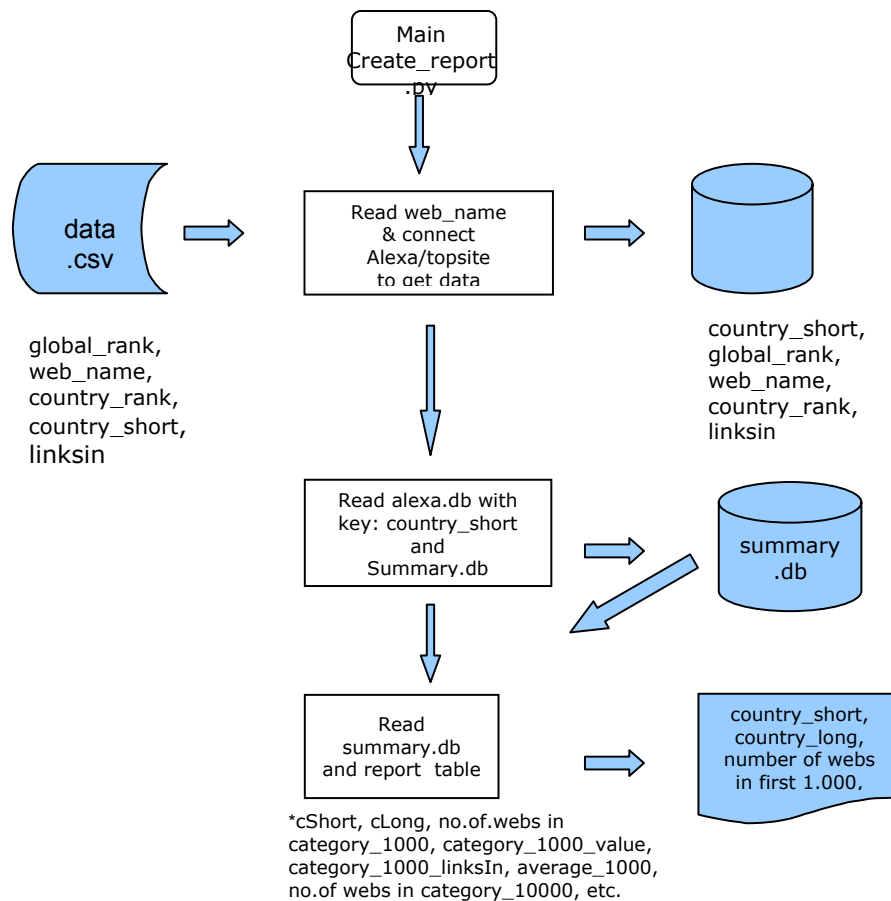 Main
Create_report
.py
data
.csv
Read web_name
& connect
Alexa/topsite
to get data
global_rank,
web_name,
country_rank,
country_short,
linksin
country_short,
global_rank,
web_name,
country_rank,
linksin
Read alexa.db with
key: country_short
and
Summary.db
summary
.db
Read
summary.db
and report table
country_short,
country_long,
number of webs
in first 1.000,
*cShort, cLong, no.of.webs in
category_1000, category_1000_value,
category_1000_linksIn, average_1000,
no.of webs in category_10000, etc.